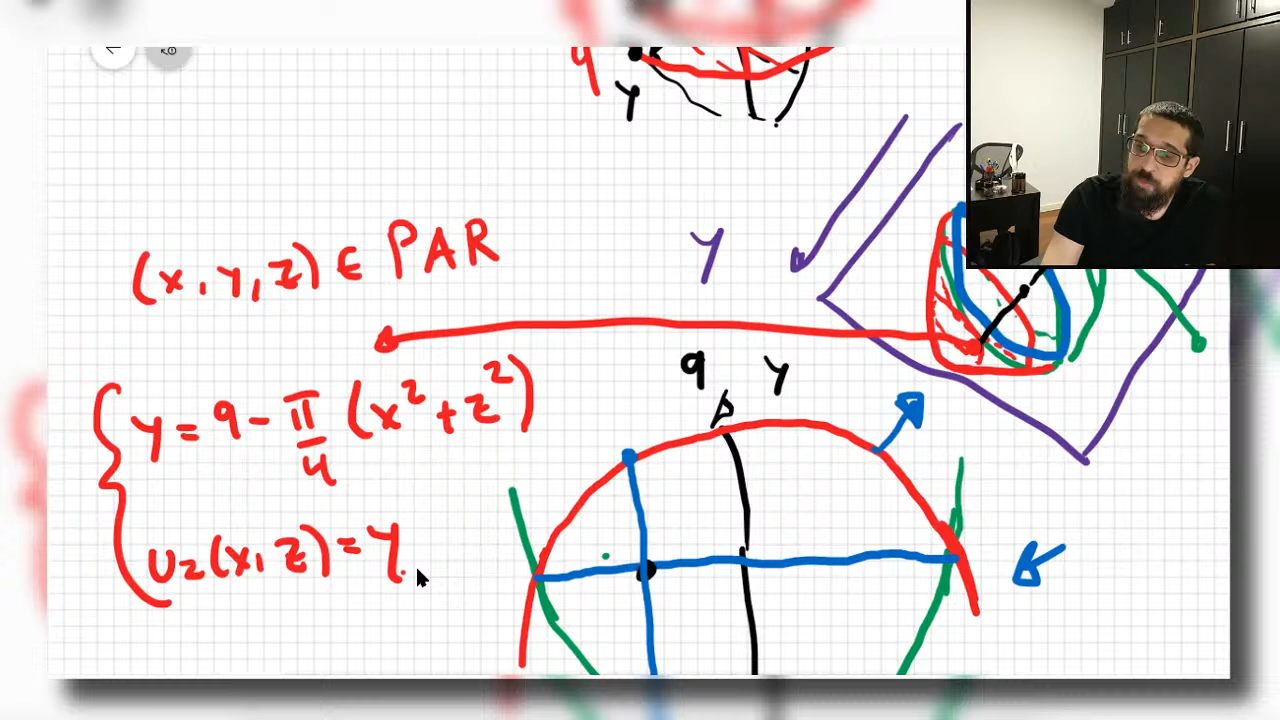 Y
(x, y, z) ∈ PAR
Y
9 Y
y = 9 - π/4 (x² + z²)
U2(x, z) = Y